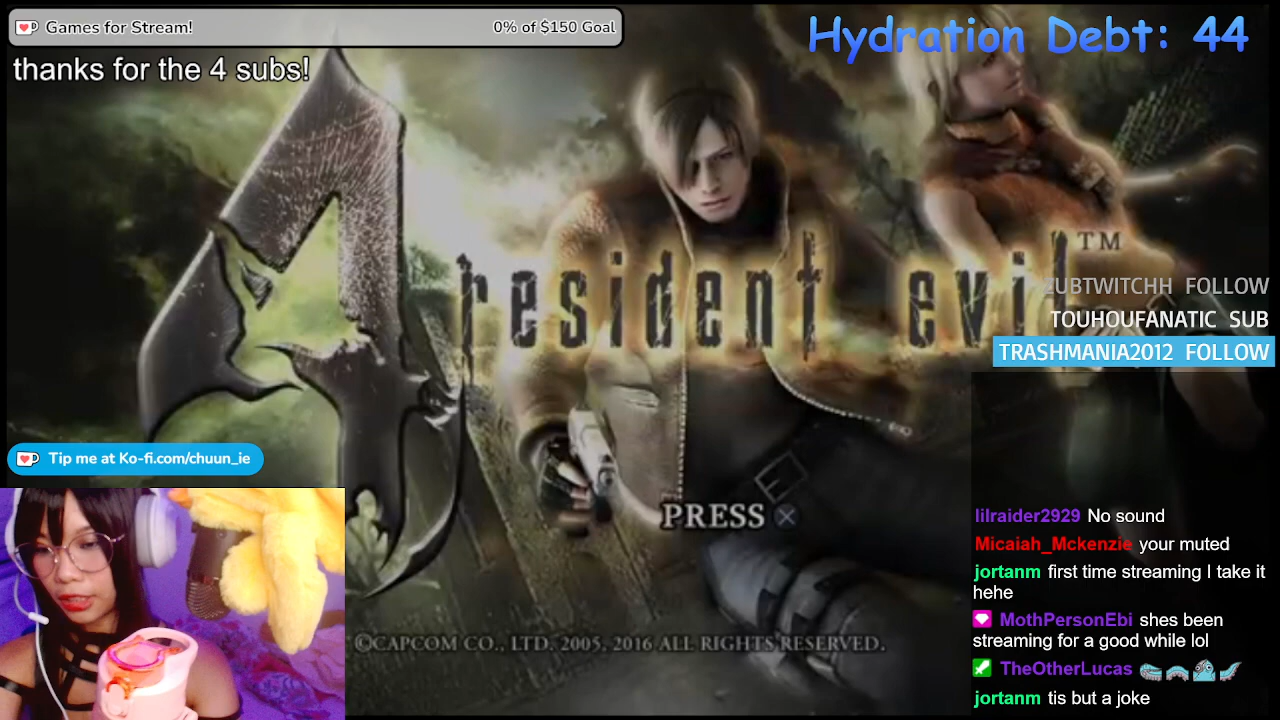 Games for Stream!
0% of $150 Goal
Hydration Debt: 44
thanks for the 4 subs!
4
resident evil™
UBTWITCHH FOLLOW
TOUHOUFANATIC SUB
TRASHMANIA2012 FOLLOW
Tip me at Ko-fi.com/chuun_ie
PRESS
©CAPCOM CO., LTD. 2005, 2016 ALL RIGHTS RESERVED.
lilraider2929 No sound
Micaiah_Mckenzie your muted
jortanm first time streaming I take it
hehe
MothPersonEbi shes been
streaming for a good while lol
TheOtherLucas
jortanm tis but a joke